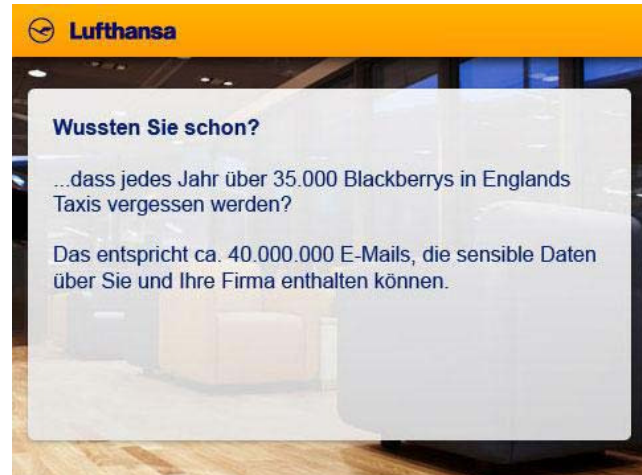 Lufthansa
Wussten Sie schon?
...dass jedes Jahr über 35.000 Blackberrys in Englands
Taxis vergessen werden?
Das entspricht ca. 40.000.000 E-Mails, die sensible Daten
über Sie und Ihre Firma enthalten können.